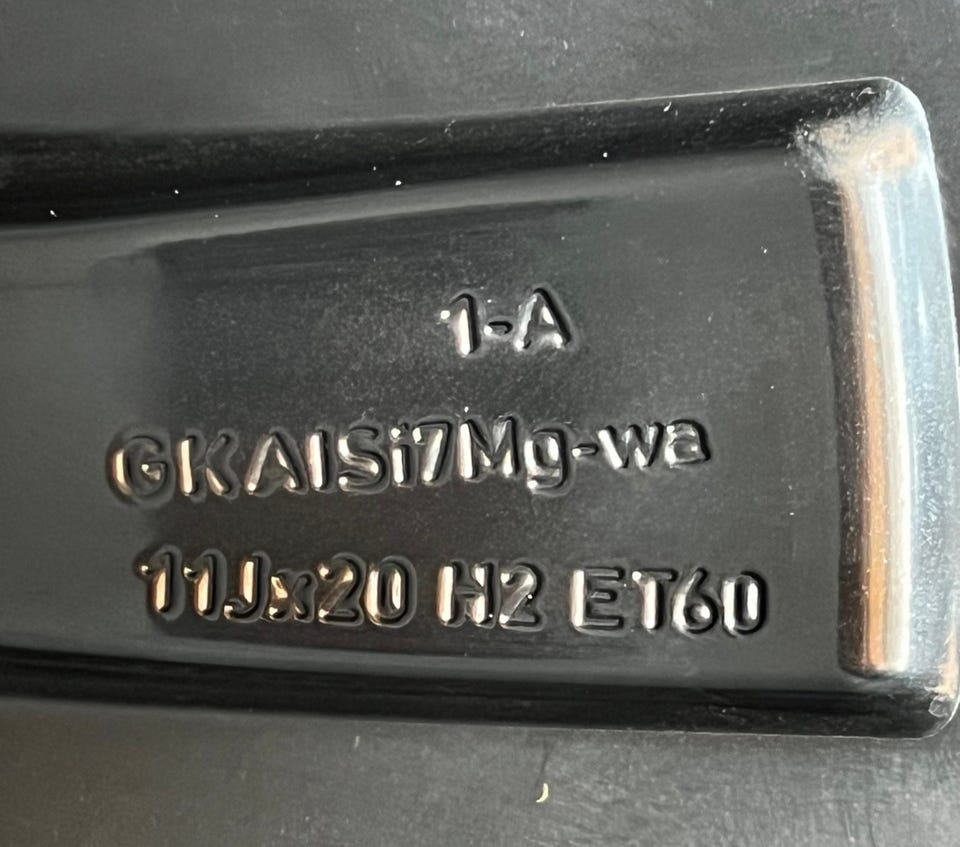 1-A
GKAlSi7Mg-wa
11Jx20 H2 ET60